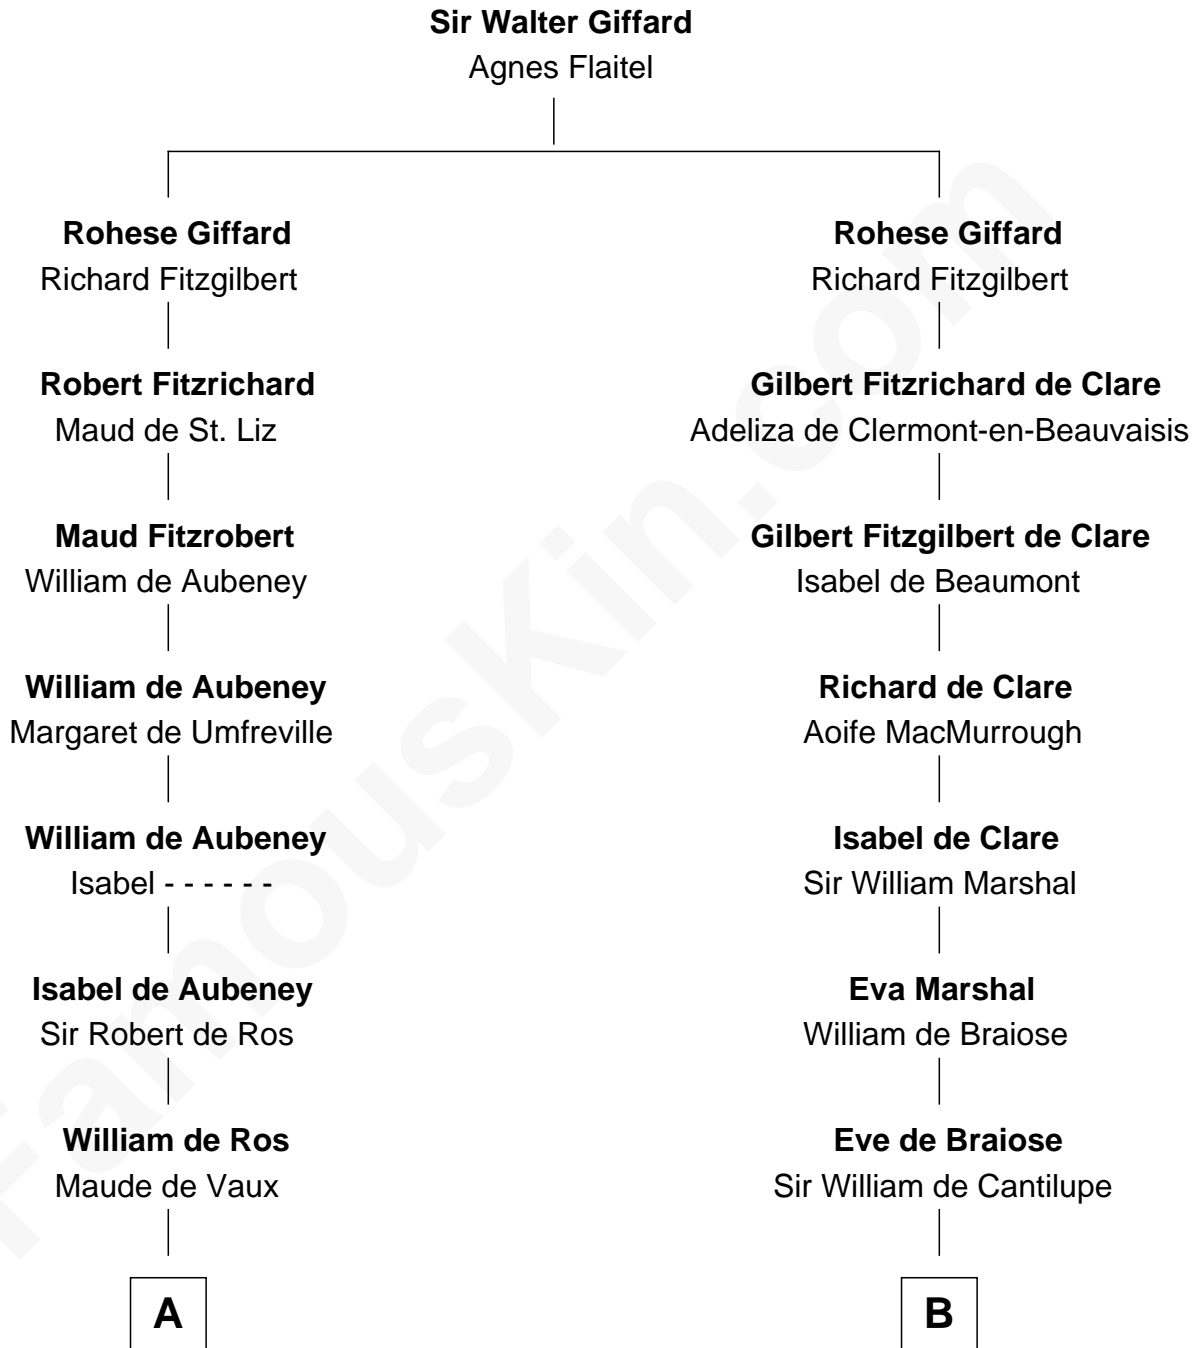 Sir Walter Giffard
Agnes Flaitel
Rohese Giffard
Richard Fitzgilbert
Robert Fitzrichard
Maud de St. Liz
Maud Fitzrobert
William de Aubeney
William de Aubeney
Margaret de Umfreville
William de Aubeney
Isabel - - - - - -
Isabel de Aubeney
Sir Robert de Ros
William de Ros
Maude de Vaux
A
Rohese Giffard
Richard Fitzgilbert
Gilbert Fitzrichard de Clare
Adeliza de Clermont-en-Beauvaisis
Gilbert Fitzgilbert de Clare
Isabel de Beaumont
Richard de Clare
Aoife MacMurrough
Isabel de Clare
Sir William Marshal
Eva Marshal
William de Braiose
Eve de Braiose
Sir William de Cantilupe
B
FamousKin.com